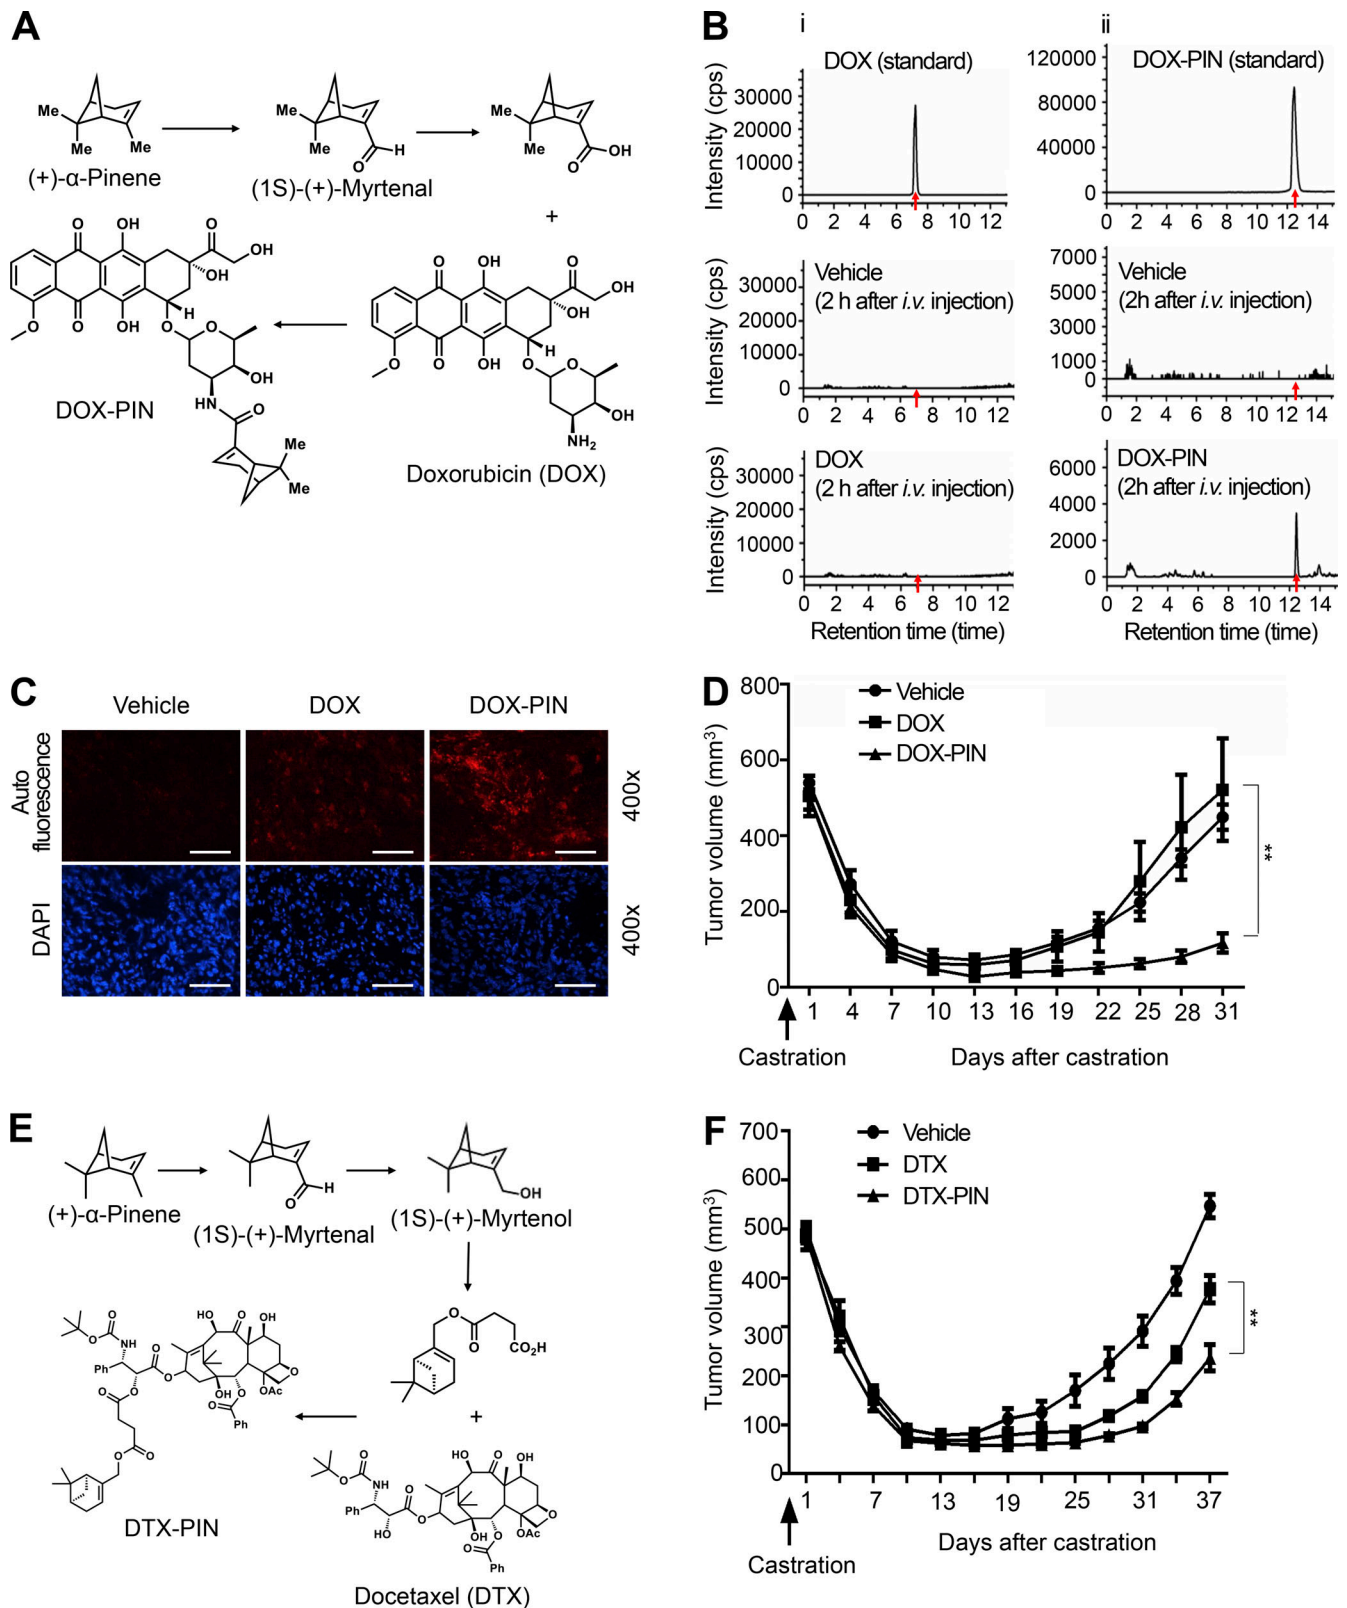 A
Me
Me
Me
(+)-α-Pinene
Me
Me
O
H
(1S)-(+)-Myrtenal
Me
Me
O
OH
+
O
OH
O
OH
OH
O
O
OH
H
O
O
OH
HN
O
Me
Me
DOX-PIN
O
OH
O
OH
OH
O
O
OH
H
O
O
OH
NH2
Doxorubicin (DOX)
B
i
ii
DOX (standard)
Intensity (cps)
30000
20000
10000
0
0 2 4 6 8 10 12
DOX-PIN (standard)
120000
80000
40000
0
0 2 4 6 8 10 12 14
Vehicle
(2 h after i.v. injection)
Intensity (cps)
30000
20000
10000
0
0 2 4 6 8 10 12
Vehicle
(2h after i.v. injection)
7000
5000
3000
1000
0
0 2 4 6 8 10 12 14
DOX
(2 h after i.v. injection)
Intensity (cps)
30000
20000
10000
0
0 2 4 6 8 10 12
Retention time (time)
DOX-PIN
(2h after i.v. injection)
6000
4000
2000
0
0 2 4 6 8 10 12 14
Retention time (time)
C
Vehicle
DOX
DOX-PIN
Auto
fluorescence
400x
DAPI
400x
D
Vehicle
DOX
DOX-PIN
Tumor volume (mm3)
800
600
400
200
0
1 4 7 10 13 16 19 22 25 28 31
**
Castration
Days after castration
E
(+)-α-Pinene
O
H
(1S)-(+)-Myrtenal
OH
(1S)-(+)-Myrtenol
O
O
CO2H
+
O
O
NH
Ph
O
O
O
O
O
O
HO
O
OH
OH
O
OAc
O
O
Ph
DTX-PIN
O
O
NH
Ph
HO
O
O
HO
O
OH
OH
O
OAc
O
O
Ph
Docetaxel (DTX)
F
Vehicle
DTX
DTX-PIN
Tumor volume (mm3)
700
600
500
400
300
200
100
0
1 7 13 19 25 31 37
**
Castration
Days after castration